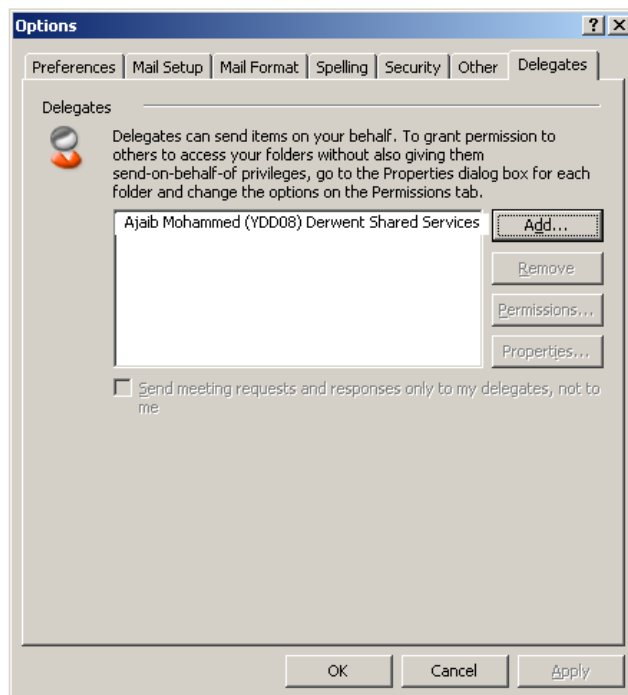 Options
Preferences Mail Setup Mail Format Spelling Security Other Delegates
Delegates
Delegates can send items on your behalf. To grant permission to
others to access your folders without also giving them
send-on-behalf-of privileges, go to the Properties dialog box for each
folder and change the options on the Permissions tab.
Ajaib Mohammed (YDD08) Derwent Shared Services
Add...
Remove
Permissions...
Properties...
Send meeting requests and responses only to my delegates, not to
me
OK Cancel Apply